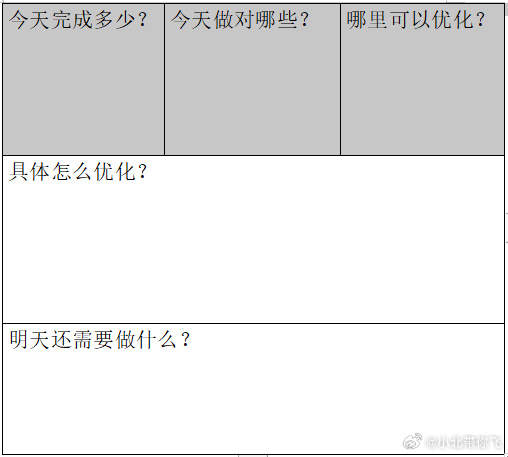 今天完成多少？
今天做对哪些？
哪里可以优化？
具体怎么优化？
明天还需要做什么？
@小北带你飞